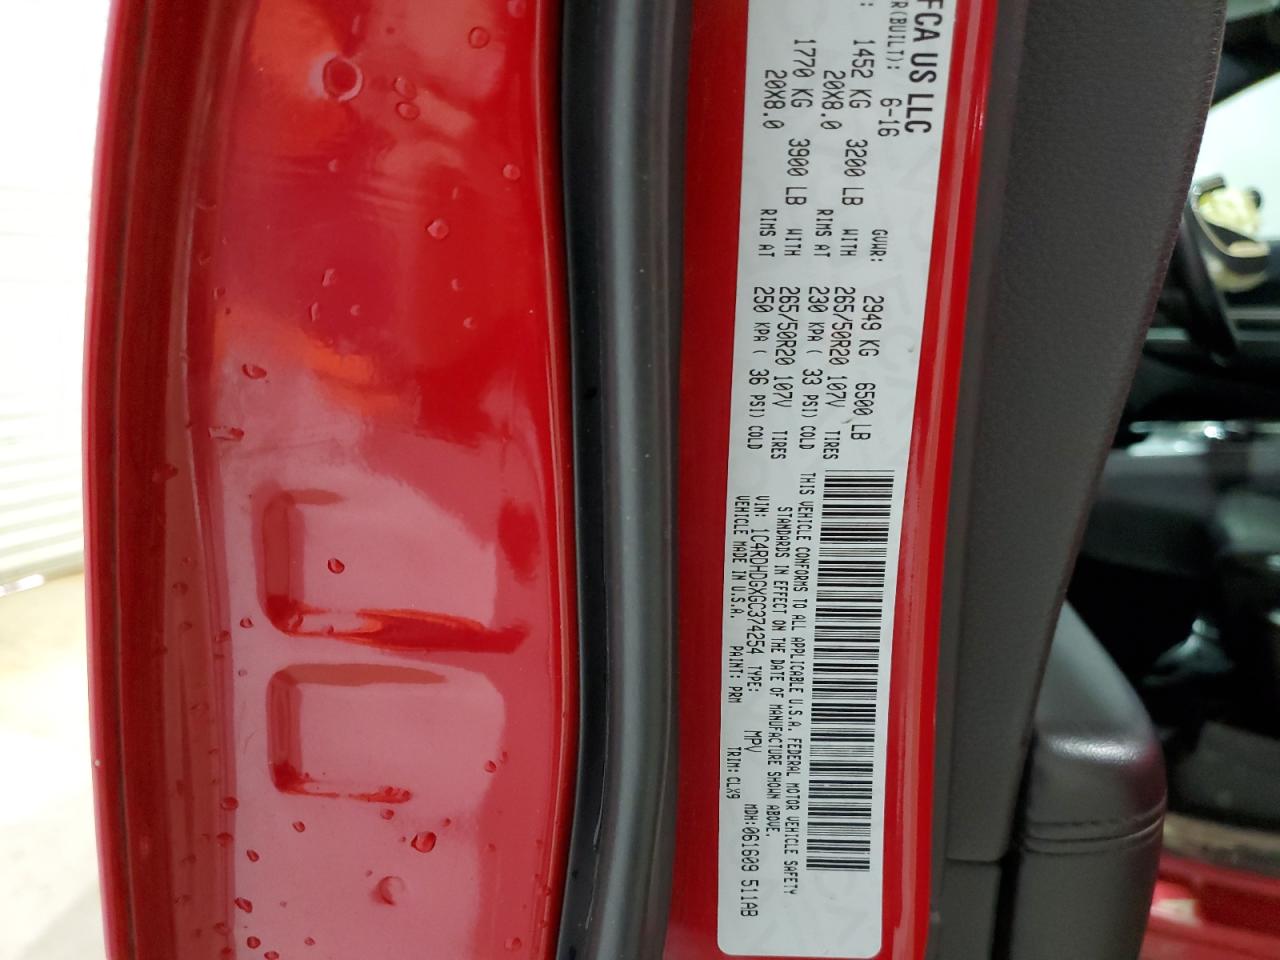 FCA US LLC
R(BUILT): 6-16
GVWR: 2949 KG 6500 LB
: 1452 KG 3200 LB WITH 265/50R20 107V TIRES
20X8.0 RIMS AT 230 KPA ( 33 PSI) COLD
1770 KG 3900 LB WITH 265/50R20 107V TIRES
20X8.0 RIMS AT 250 KPA ( 36 PSI) COLD
THIS VEHICLE CONFORMS TO ALL APPLICABLE U.S.A. FEDERAL MOTOR VEHICLE SAFETY
STANDARDS IN EFFECT ON THE DATE OF MANUFACTURE SHOWN ABOVE.
VIN: 1C4RDHDGXGC374254 TYPE: MPV MDH:061609 511AB
VEHICLE MADE IN U.S.A. PAINT: PRM TRIM: CLX9